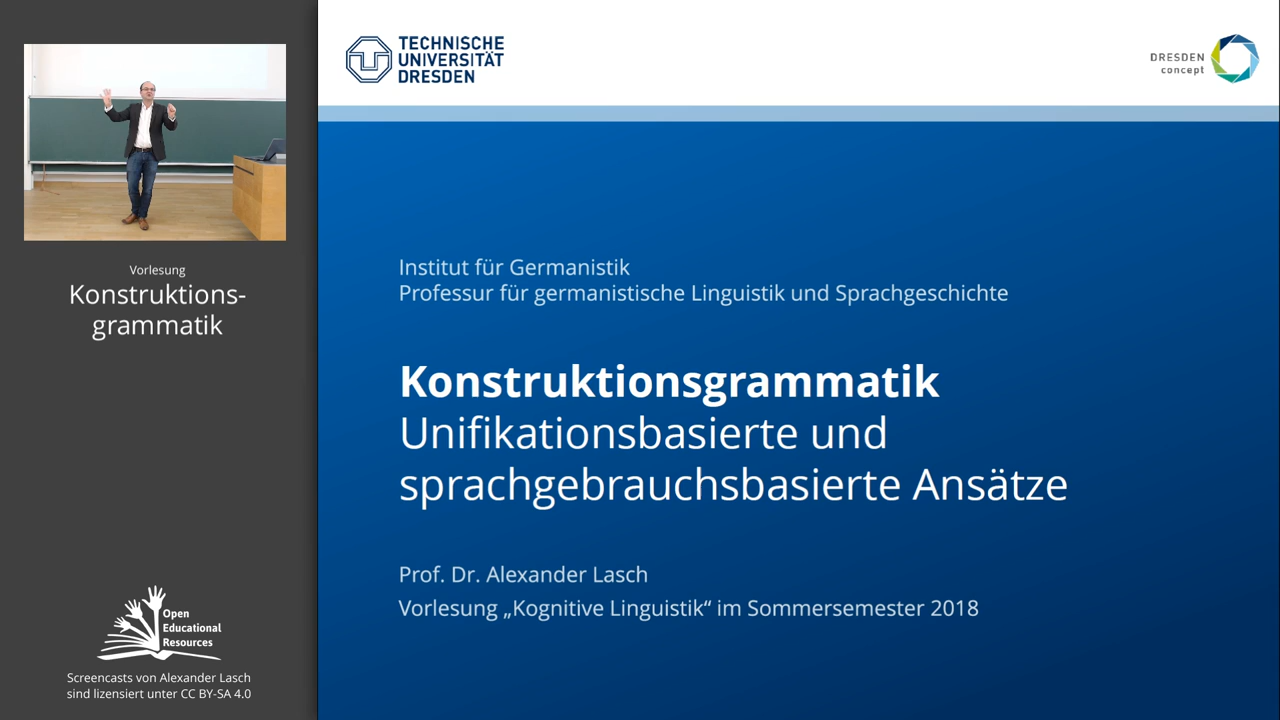 Vorlesung
Konstruktions-
grammatik
Open
Educational
Resources
Screencasts von Alexander Lasch
sind lizensiert unter CC BY-SA 4.0
TECHNISCHE
UNIVERSITÄT
DRESDEN
DRESDEN
concept
Institut für Germanistik
Professur für germanistische Linguistik und Sprachgeschichte
Konstruktionsgrammatik
Unifikationsbasierte und
sprachgebrauchsbasierte Ansätze
Prof. Dr. Alexander Lasch
Vorlesung „Kognitive Linguistik“ im Sommersemester 2018